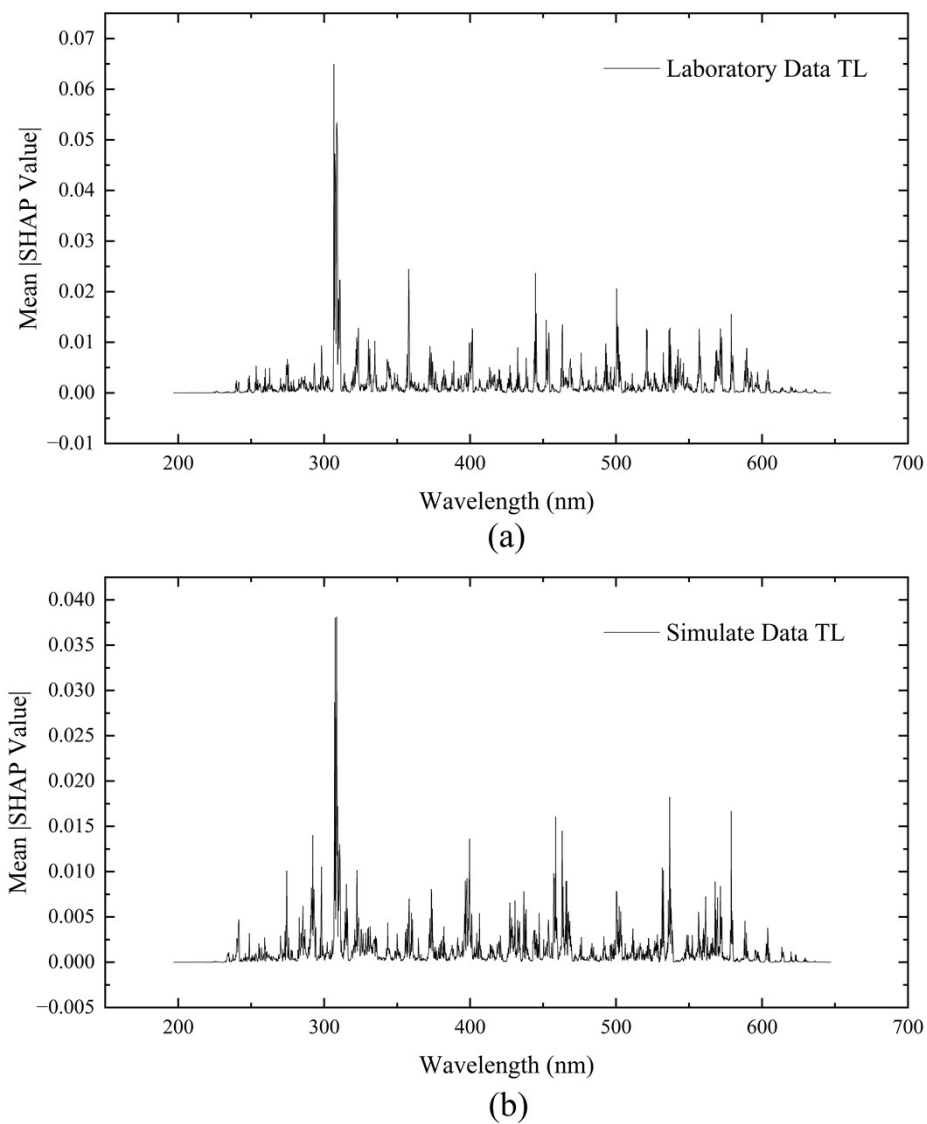 0.07
0.06
0.05
0.04
0.03
0.02
0.01
0.00
−0.01
Mean |SHAP Value|
Laboratory Data TL
200 300 400 500 600 700
Wavelength (nm)
(a)
0.040
0.035
0.030
0.025
0.020
0.015
0.010
0.005
0.000
−0.005
Mean |SHAP Value|
Simulate Data TL
200 300 400 500 600 700
Wavelength (nm)
(b)